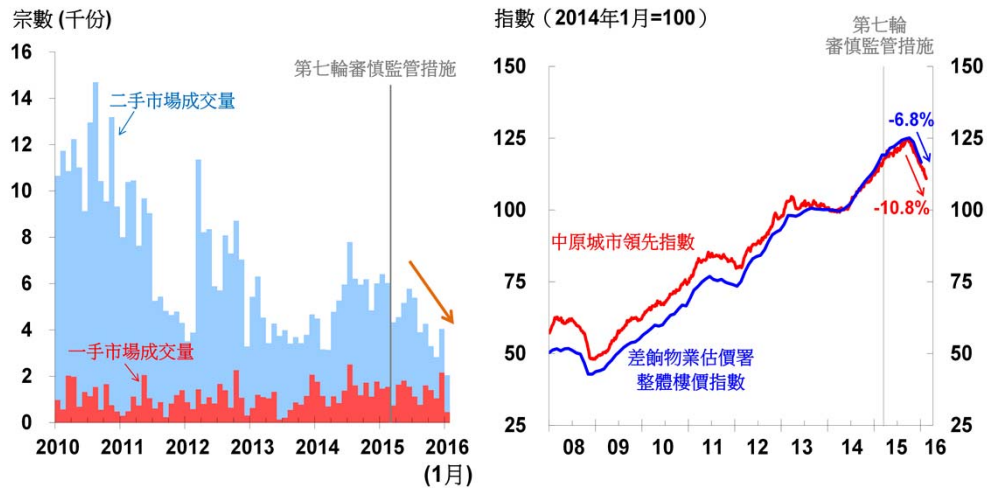 宗數 (千份)
16
14
12
10
8
6
4
2
0
二手市場成交量
第七輪審慎監管措施
一手市場成交量
2010 2011 2012 2013 2014 2015 2016
(1月)
指數（2014年1月=100）
第七輪
審慎監管措施
150
125
100
75
50
25
150
125
100
75
50
25
-6.8%
-10.8%
中原城市領先指數
差餉物業估價署
整體樓價指數
08 09 10 11 12 13 14 15 16